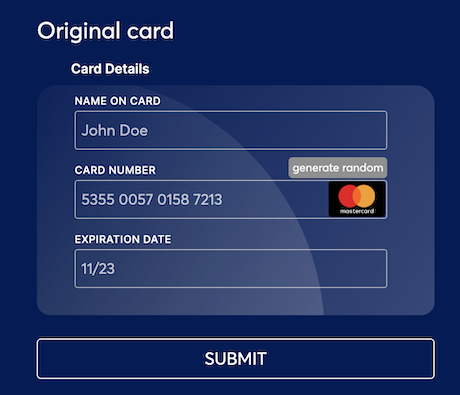 Original card
Card Details
NAME ON CARD
John Doe
CARD NUMBER
generate random
5355 0057 0158 7213
mastercard
EXPIRATION DATE
11/23
SUBMIT